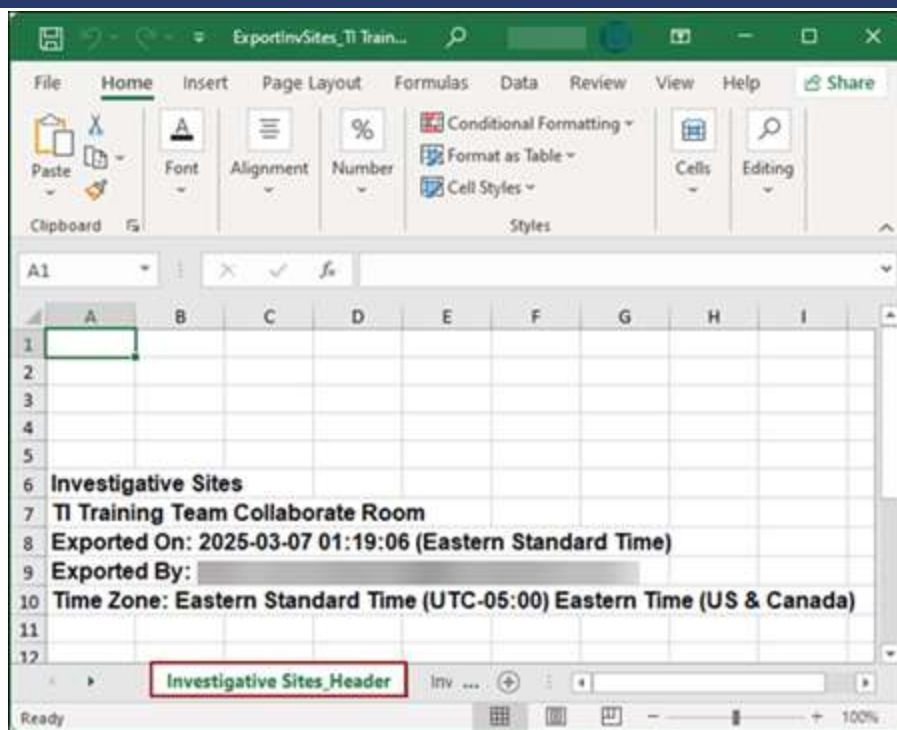 ExportInvSites_TI Train...
File Home Insert Page Layout Formulas Data Review View Help Share
Paste Font Alignment Number Conditional Formatting Format as Table Cell Styles Cells Editing
Clipboard Styles
A1 fx
A B C D E F G H I
1
2
3
4
5
6 Investigative Sites
7 TI Training Team Collaborate Room
8 Exported On: 2025-03-07 01:19:06 (Eastern Standard Time)
9 Exported By:
10 Time Zone: Eastern Standard Time (UTC-05:00) Eastern Time (US & Canada)
11
12
Investigative Sites_Header Inv ...
Ready 100%